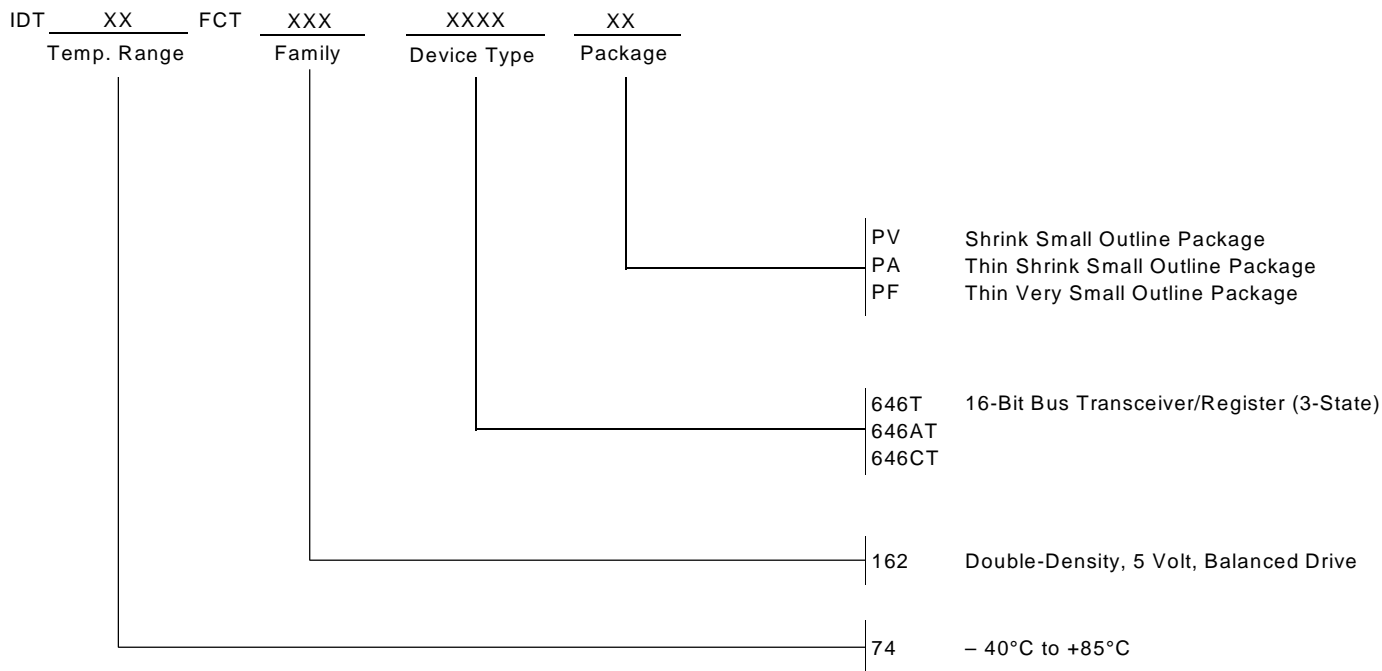 IDT XX FCT XXX XXXX XX
Temp. Range Family Device Type Package
PV Shrink Small Outline Package
PA Thin Shrink Small Outline Package
PF Thin Very Small Outline Package
646T 16-Bit Bus Transceiver/Register (3-State)
646AT
646CT
162 Double-Density, 5 Volt, Balanced Drive
74 – 40°C to +85°C